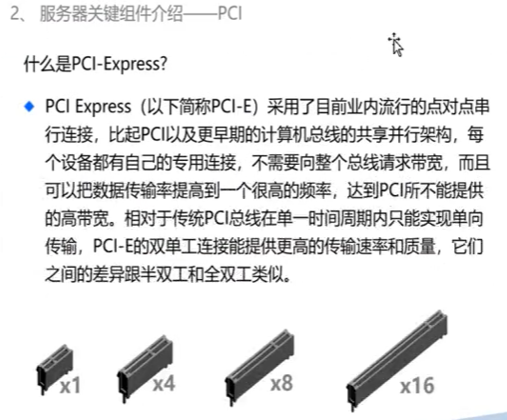 2、 服务器关键组件介绍——PCI
什么是PCI-Express?
PCI Express（以下简称PCI-E）采用了目前业内流行的点对点串
行连接，比起PCI以及更早期的计算机总线的共享并行架构，每
个设备都有自己的专用连接，不需要向整个总线请求带宽，而且
可以把数据传输率提高到一个很高的频率，达到PCI所不能提供
的高带宽。相对于传统PCI总线在单一时间周期内只能实现单向
传输，PCI-E的双单工连接能提供更高的传输速率和质量，它们
之间的差异跟半双工和全双工类似。
x1 x4 x8 x16